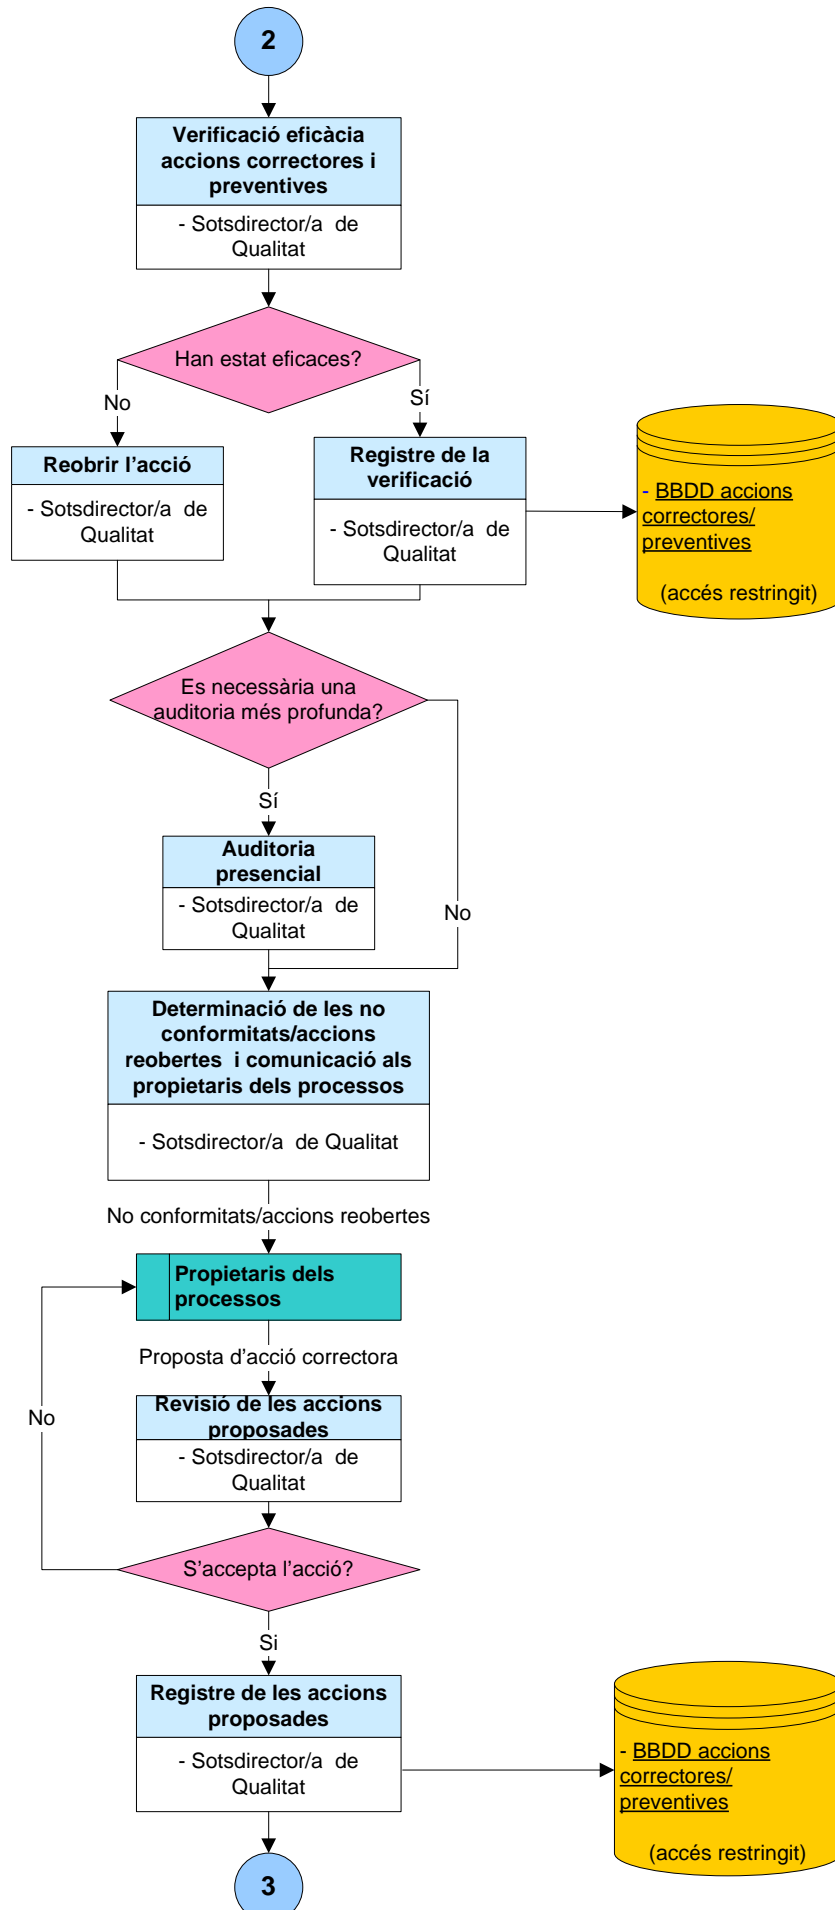 2
Verificació eficàcia
accions correctores i
preventives
- Sotsdirector/a de
Qualitat
Han estat eficaces?
No
Sí
Reobrir l’acció
- Sotsdirector/a de
Qualitat
Registre de la
verificació
- Sotsdirector/a de
Qualitat
- BBDD accions
correctores/
preventives
(accés restringit)
Es necessària una
auditoria més profunda?
Sí
No
Auditoria
presencial
- Sotsdirector/a de
Qualitat
Determinació de les no
conformitats/accions
reobertes i comunicació als
propietaris dels processos
- Sotsdirector/a de Qualitat
No conformitats/accions reobertes
Propietaris dels
processos
Proposta d’acció correctora
Revisió de les accions
proposades
- Sotsdirector/a de
Qualitat
No
S’accepta l’acció?
Si
Registre de les accions
proposades
- Sotsdirector/a de
Qualitat
- BBDD accions
correctores/
preventives
(accés restringit)
3